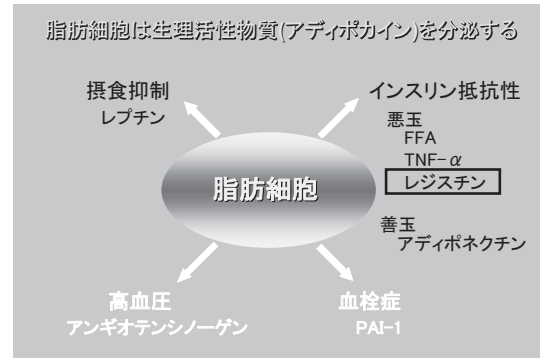 脂肪細胞は生理活性物質(アディポカイン)を分泌する
摂食抑制
レプチン
インスリン抵抗性
悪玉
FFA
TNF-α
レジスチン
脂肪細胞
善玉
アディポネクチン
高血圧
アンギオテンシノーゲン
血栓症
PAI-1